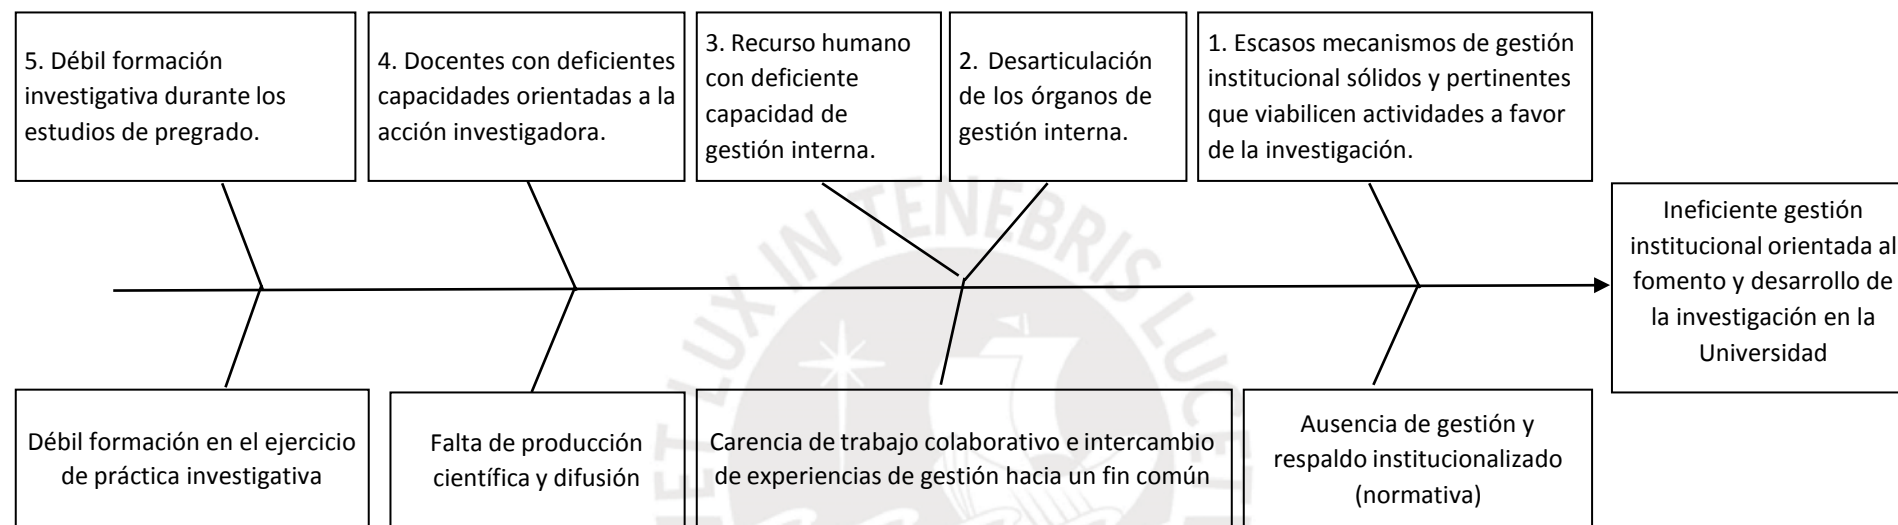 5. Débil formación
investigativa durante los
estudios de pregrado.
4. Docentes con deficientes
capacidades orientadas a la
acción investigadora.
3. Recurso humano
con deficiente
capacidad de
gestión interna.
2. Desarticulación
de los órganos de
gestión interna.
1. Escasos mecanismos de gestión
institucional sólidos y pertinentes
que viabilicen actividades a favor
de la investigación.
Ineficiente gestión
institucional orientada al
fomento y desarrollo de
la investigación en la
Universidad
Débil formación en el ejercicio
de práctica investigativa
Falta de producción
científica y difusión
Carencia de trabajo colaborativo e intercambio
de experiencias de gestión hacia un fin común
Ausencia de gestión y
respaldo institucionalizado
(normativa)
ET LUX IN TENEBRIS LUCET